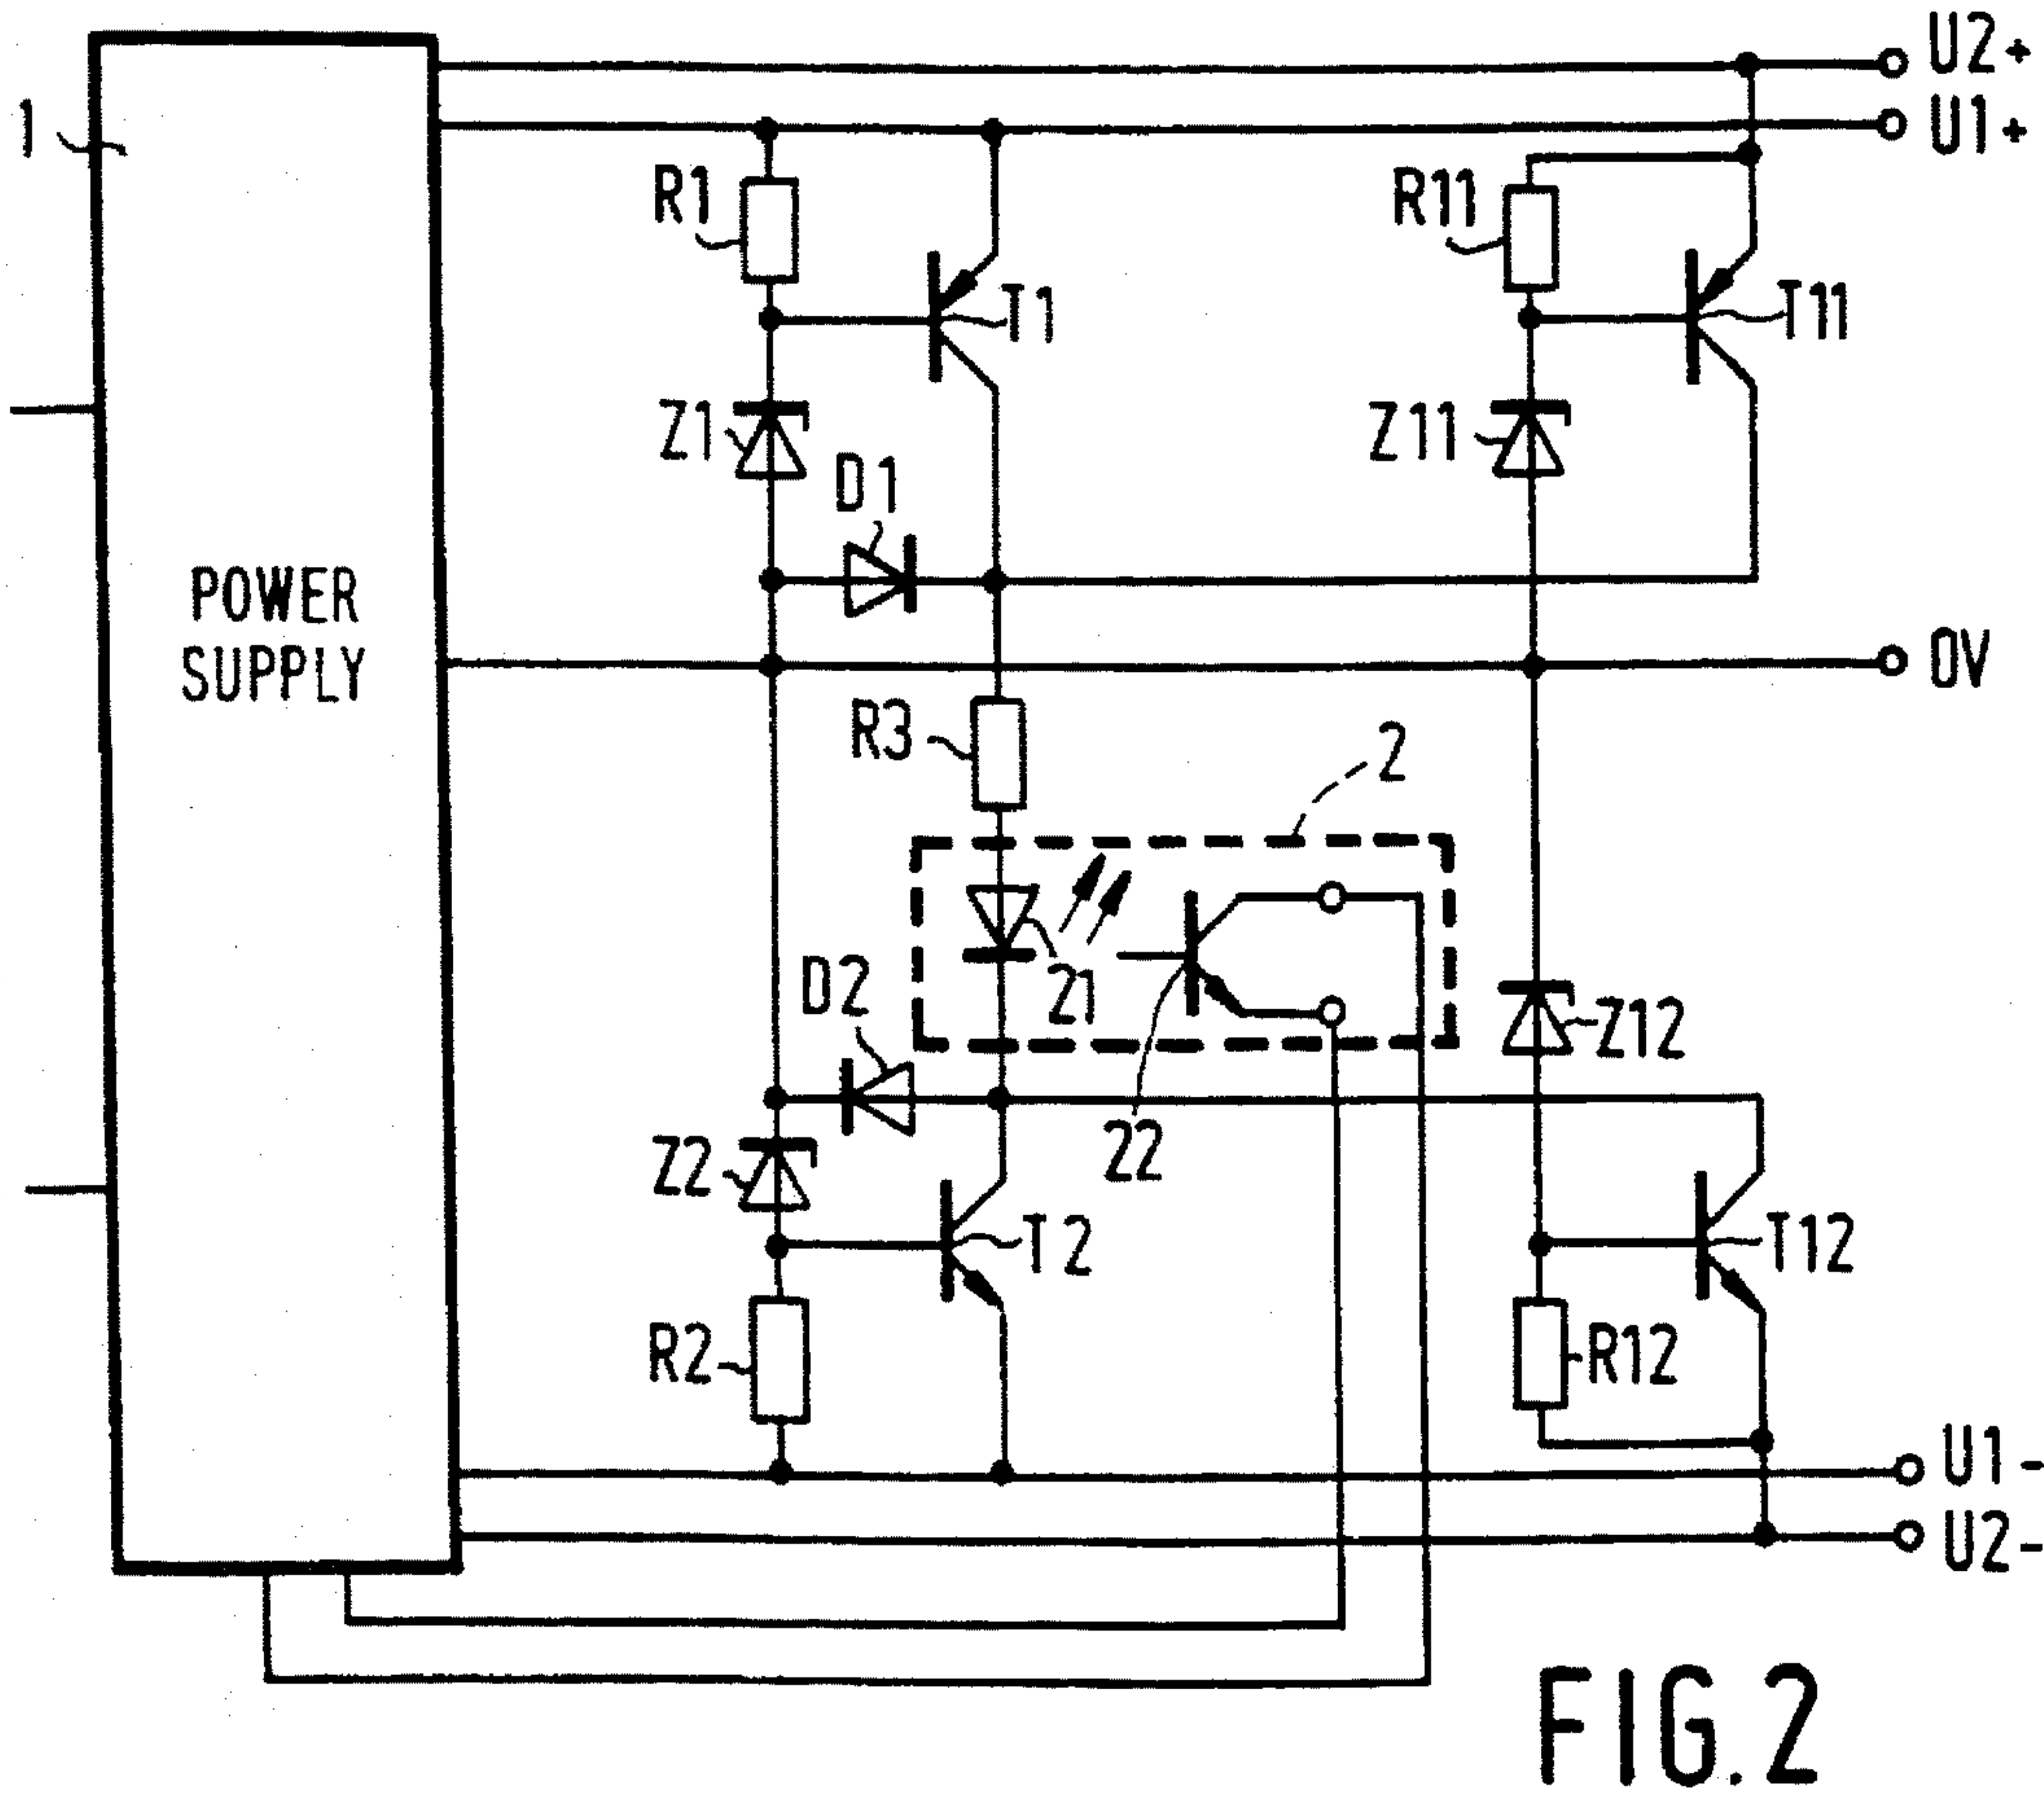 U2+
U1+
1
R1
R11
T1
T11
Z1
Z11
D1
POWER
SUPPLY
0V
R3
2
21
D2
Z12
22
Z2
T2
T12
R2
R12
U1-
U2-
FIG.2